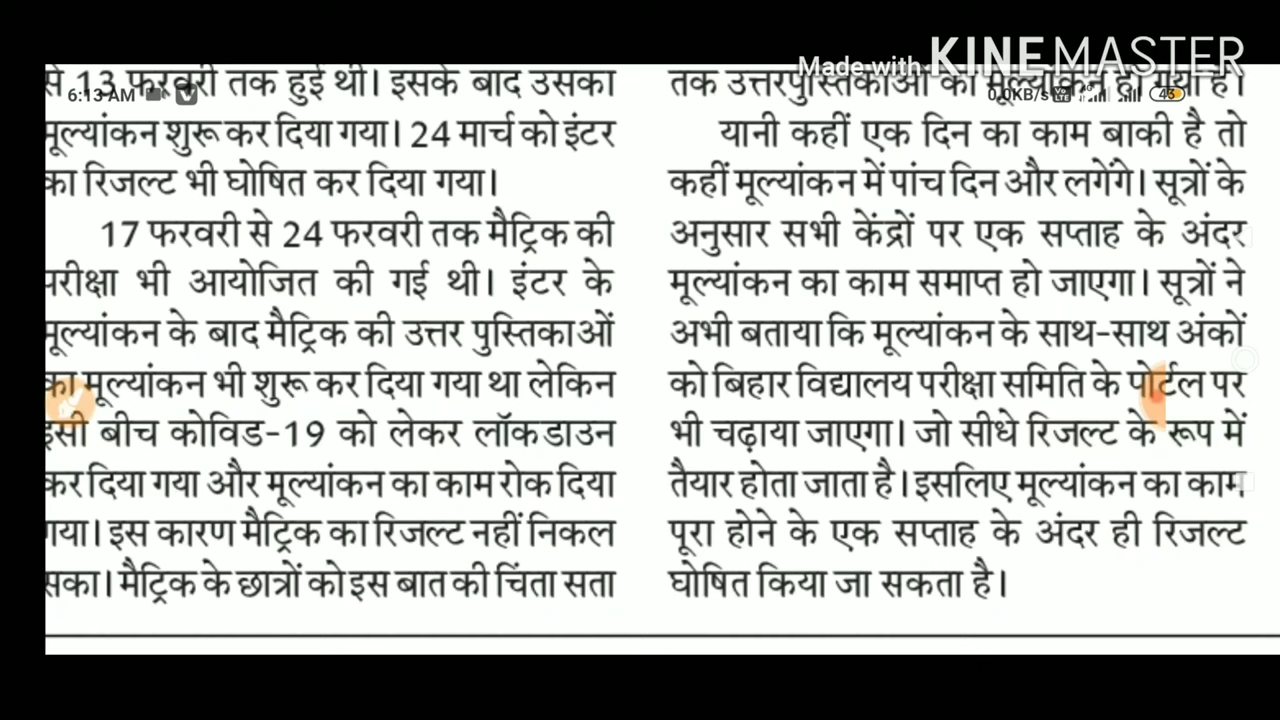 Made with KINEMASTER
6:13 AM
0.0KB/s
43
से 13 फरवरी तक हुई थी। इसके बाद उसका
मूल्यांकन शुरू कर दिया गया। 24 मार्च को इंटर
का रिजल्ट भी घोषित कर दिया गया।
17 फरवरी से 24 फरवरी तक मैट्रिक की
परीक्षा भी आयोजित की गई थी। इंटर के
मूल्यांकन के बाद मैट्रिक की उत्तर पुस्तिकाओं
का मूल्यांकन भी शुरू कर दिया गया था लेकिन
इसी बीच कोविड-19 को लेकर लॉकडाउन
कर दिया गया और मूल्यांकन का काम रोक दिया
गया। इस कारण मैट्रिक का रिजल्ट नहीं निकल
सका। मैट्रिक के छात्रों को इस बात की चिंता सता
तक उत्तरपुस्तिकाओं का मूल्यांकन हो गया है।
यानी कहीं एक दिन का काम बाकी है तो
कहीं मूल्यांकन में पांच दिन और लगेंगे। सूत्रों के
अनुसार सभी केंद्रों पर एक सप्ताह के अंदर
मूल्यांकन का काम समाप्त हो जाएगा। सूत्रों ने
अभी बताया कि मूल्यांकन के साथ-साथ अंकों
को बिहार विद्यालय परीक्षा समिति के पोर्टल पर
भी चढ़ाया जाएगा। जो सीधे रिजल्ट के रूप में
तैयार होता जाता है। इसलिए मूल्यांकन का काम
पूरा होने के एक सप्ताह के अंदर ही रिजल्ट
घोषित किया जा सकता है।